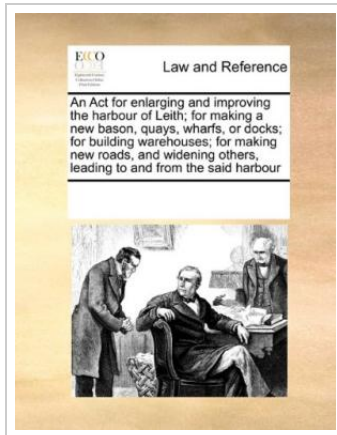 ECCO
Law and Reference
An Act for enlarging and improving
the harbour of Leith; for making a
new bason, quays, wharfs, or docks;
for building warehouses; for making
new roads, and widening others,
leading to and from the said harbour